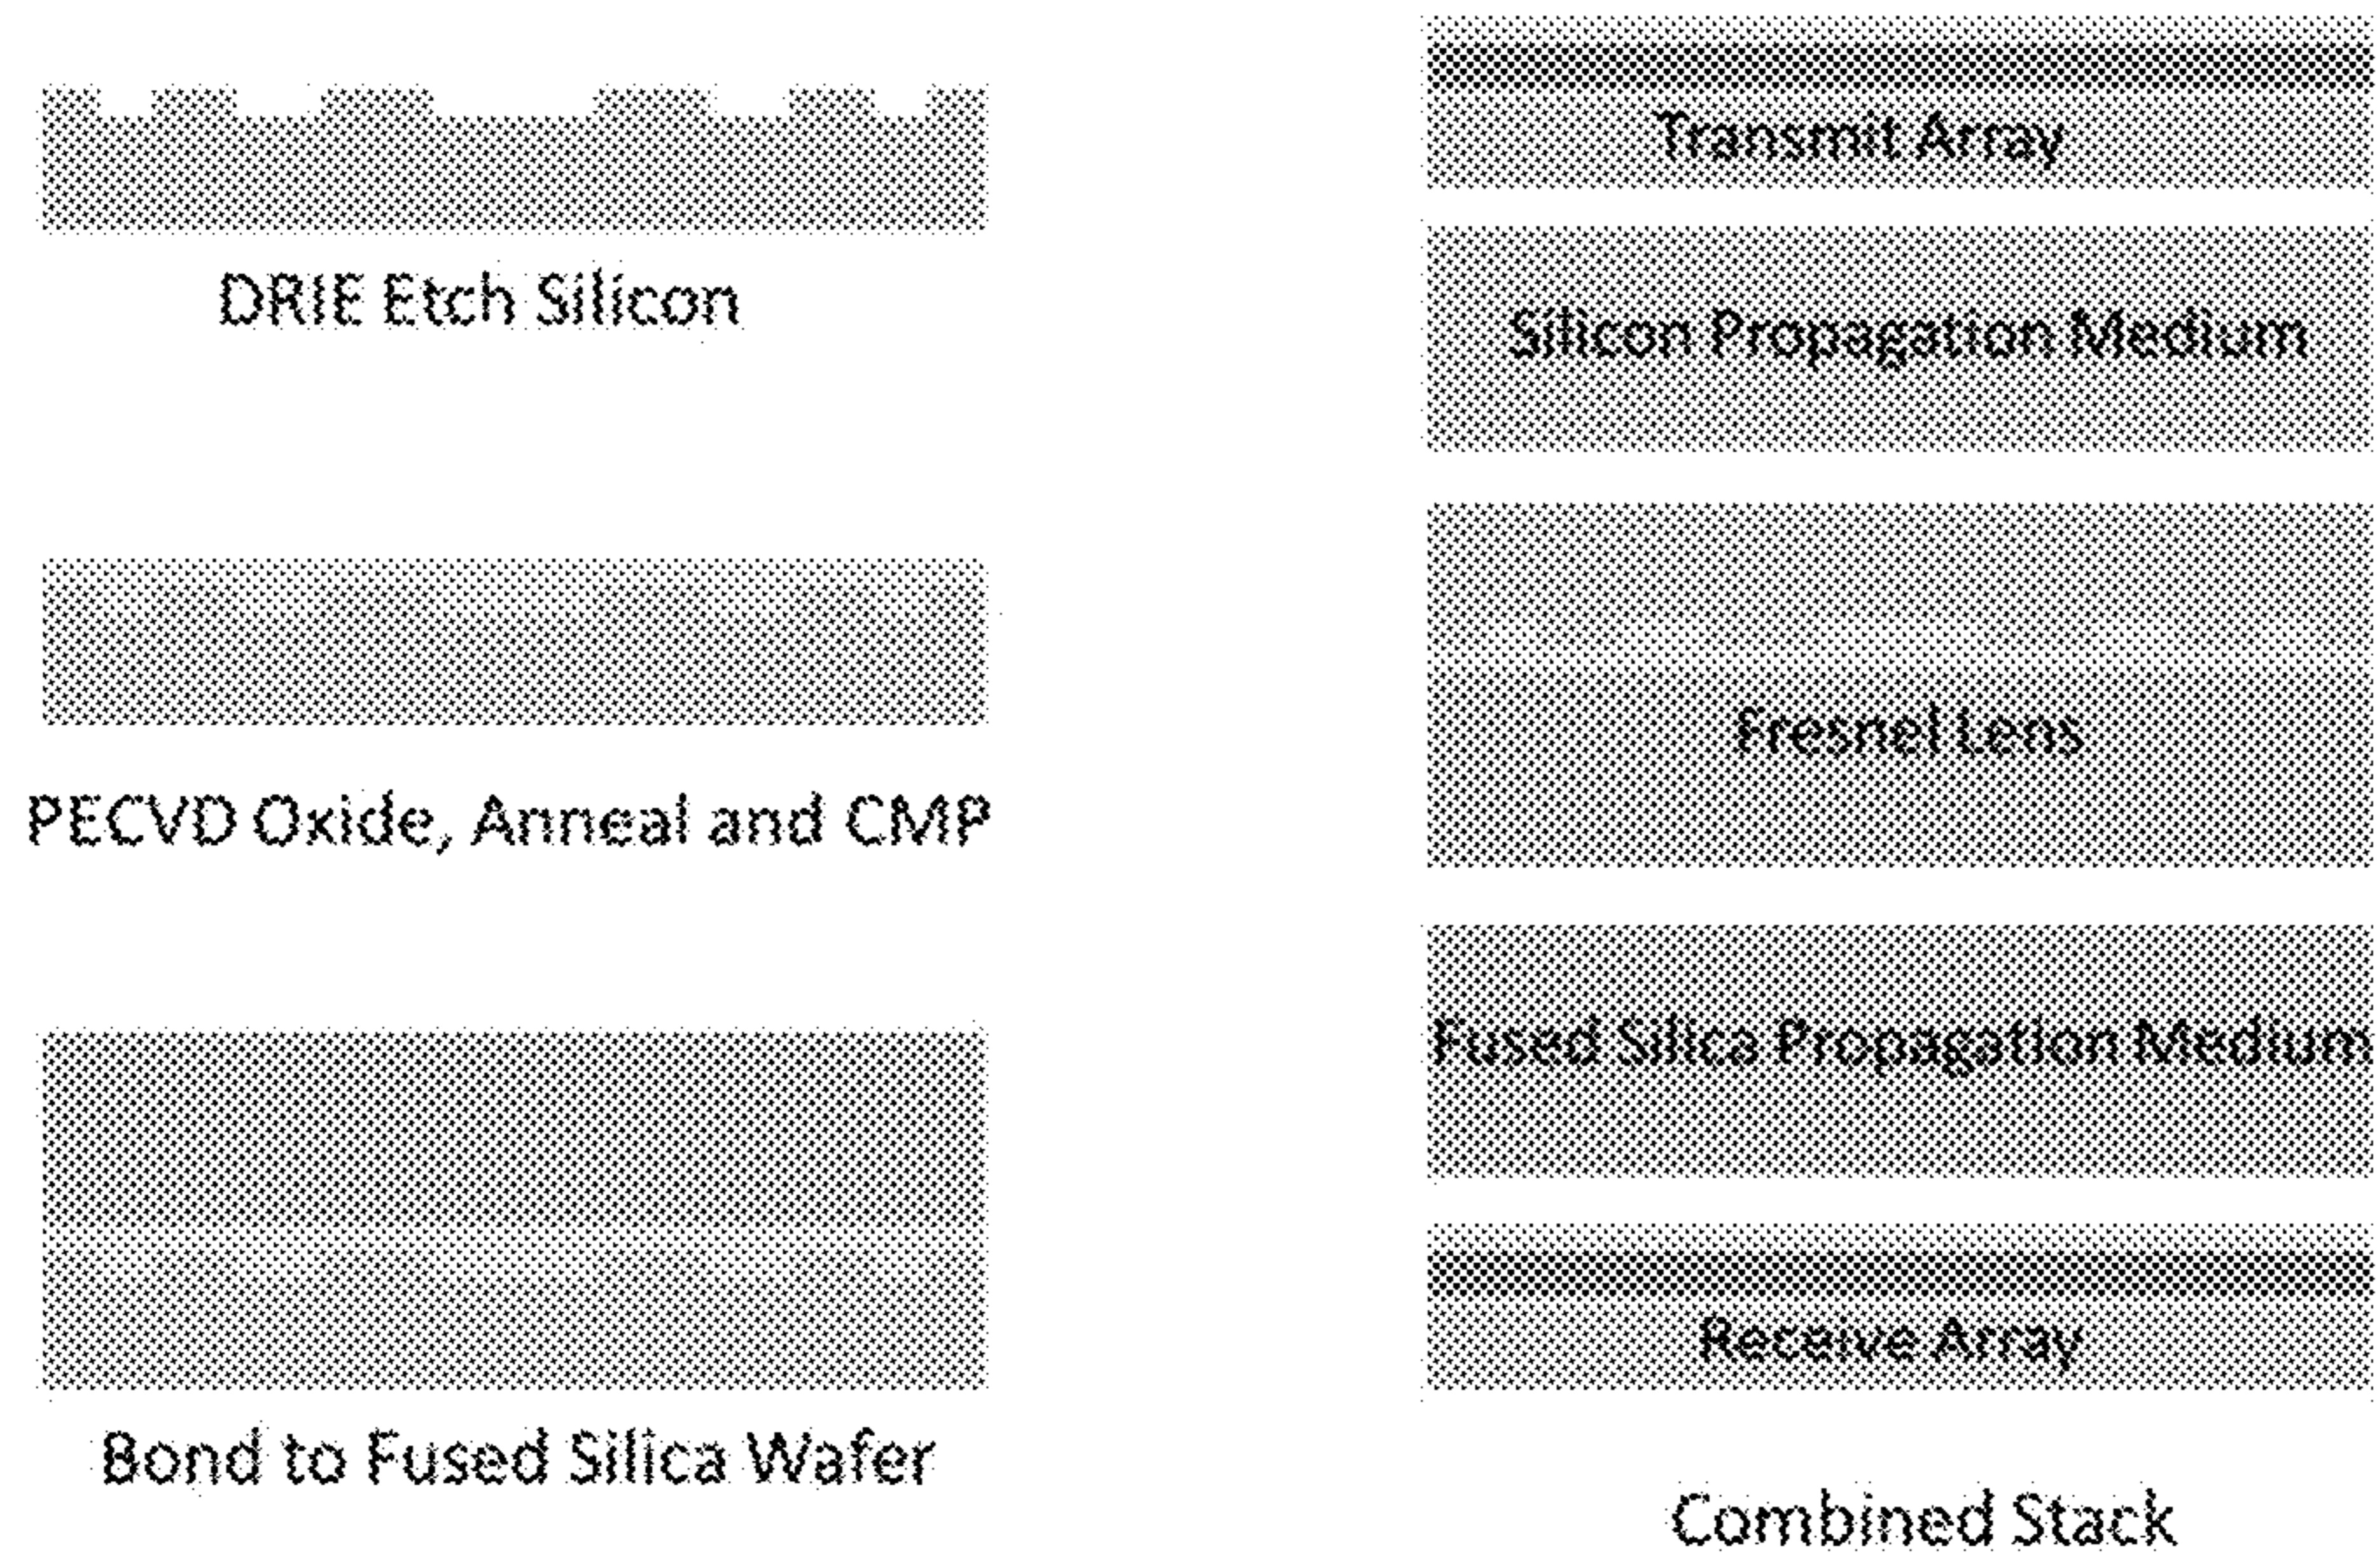 DRIE Etch Silicon
PECVD Oxide, Anneal and CMP
Bond to Fused Silica Wafer
Transmit Array
Silicon Propagation Medium
Fresnel Lens
Fused Silica Propagation Medium
Receive Array
Combined Stack